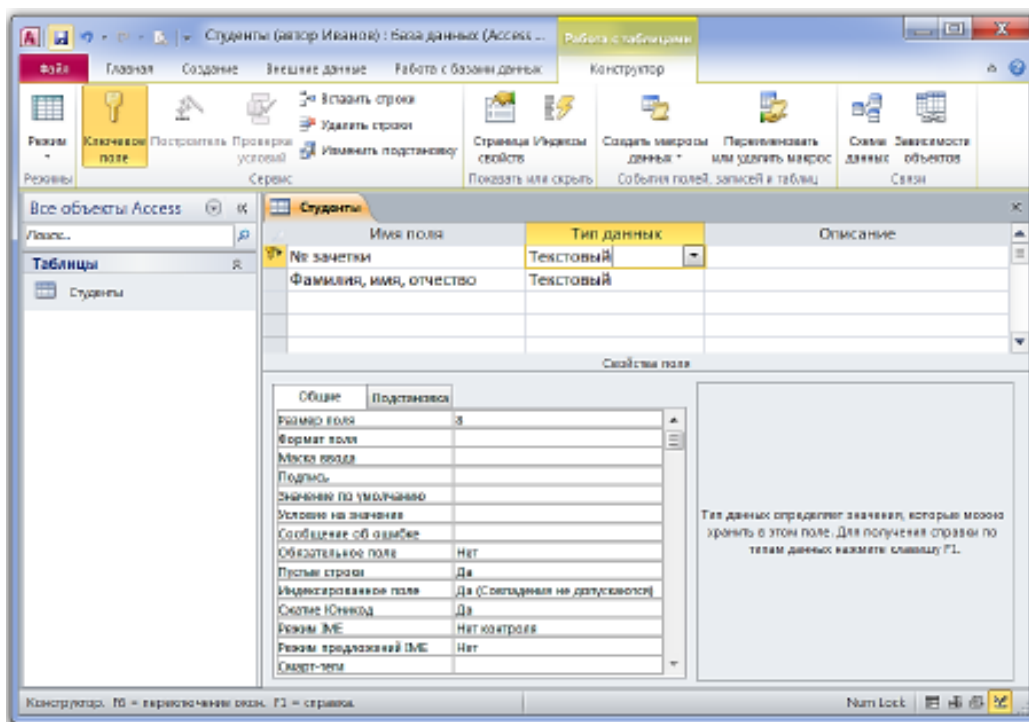 Студенты (автор Иванов) : база данных (Access ...
Работа с таблицами
Файл Главная Создание Внешние данные Работа с базами данных Конструктор
Режим
Ключевое поле
Построитель
Проверка условий
Вставить строки
Удалить строки
Изменить подстановку
Страница свойств
Индексы
Создать макросы данных
Переименовать или удалить макрос
Схема данных
Зависимости объектов
Режимы Сервис Показать или скрыть События полей, записей и таблиц Связи
Все объекты Access
Поиск...
Таблицы
Студенты
Студенты
Имя поля Тип данных Описание
№ зачетки Текстовый
Фамилия, имя, отчество Текстовый
Свойства поля
Общие Подстановка
Размер поля 8
Формат поля
Маска ввода
Подпись
Значение по умолчанию
Условие на значение
Сообщение об ошибке
Обязательное поле Нет
Пустые строки Да
Индексированное поле Да (Совпадения не допускаются)
Сжатие Юникод Да
Режим IME Нет контроля
Режим предложений IME Нет
Смарт-теги
Тип данных определяет значения, которые можно
хранить в этом поле. Для получения справки по
типам данных нажмите клавишу F1.
Конструктор. F6 = переключение окон. F1 = справка. Num Lock